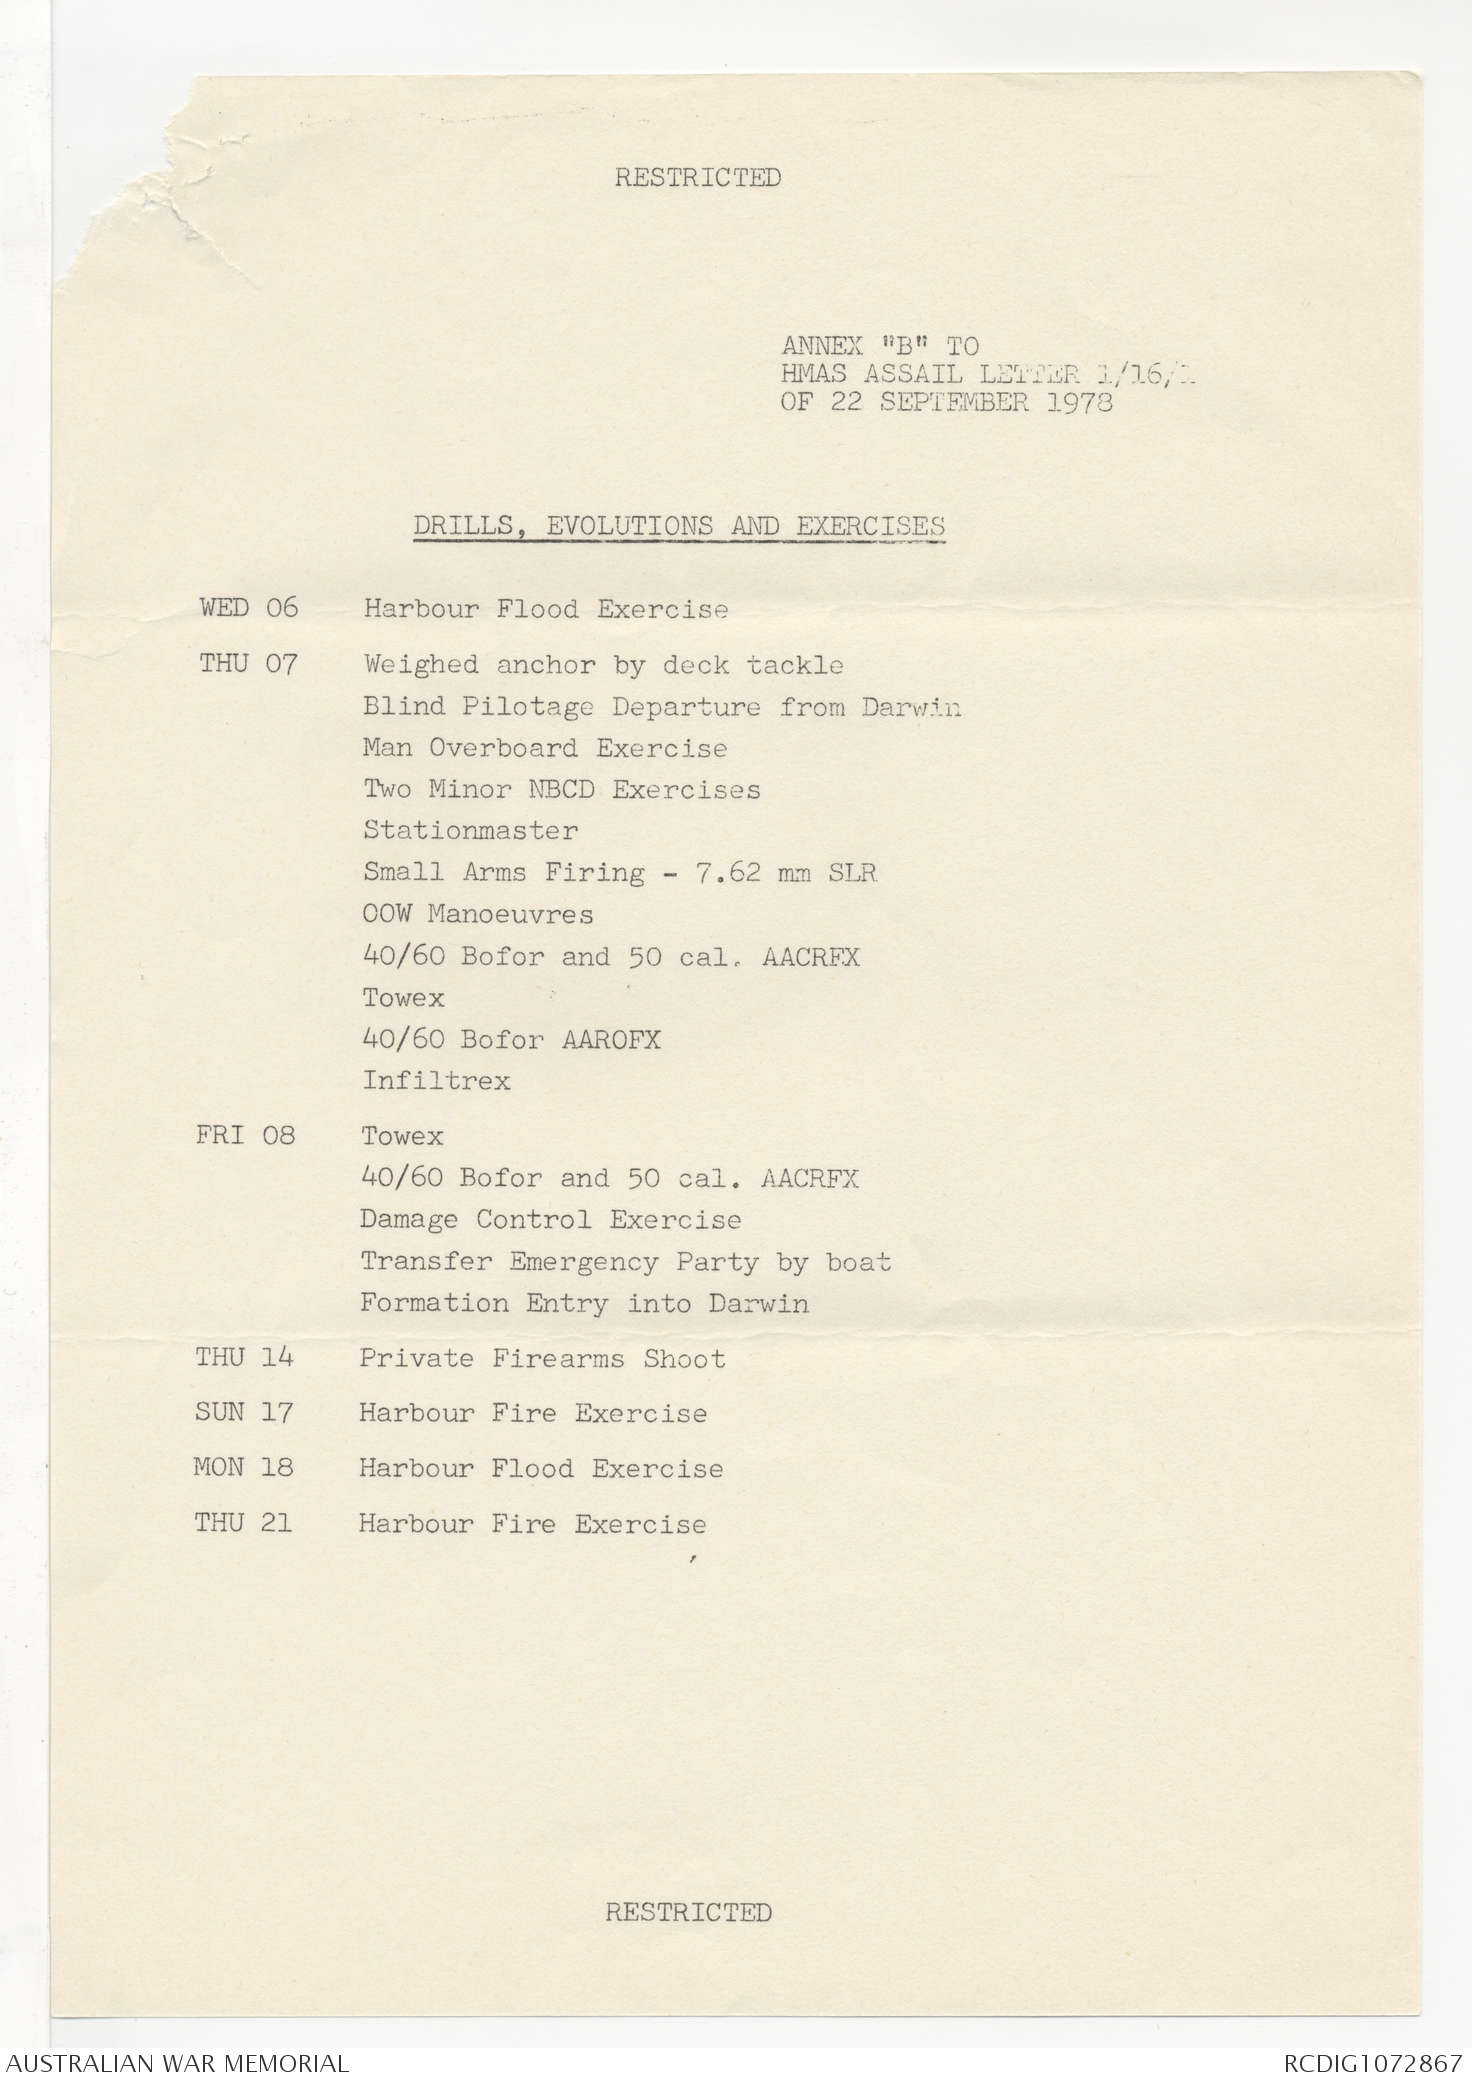 RESTRICTED
ANNEX "B" TO
HMAS ASSAIL LETTER 1/16/1
OF 22 SEPTEMBER 1978
DRILLS, EVOLUTIONS AND EXERCISES
WED 06 Harbour Flood Exercise
THU 07 Weighed anchor by deck tackle
Blind Pilotage Departure from Darwin
Man Overboard Exercise
Two Minor NBCD Exercises
Stationmaster
Small Arms Firing - 7.62 mm SLR
OOW Manoeuvres
40/60 Bofor and 50 cal. AACRFX
Towex
40/60 Bofor AAROFX
Infiltrex
FRI 08 Towex
40/60 Bofor and 50 cal. AACRFX
Damage Control Exercise
Transfer Emergency Party by boat
Formation Entry into Darwin
THU 14 Private Firearms Shoot
SUN 17 Harbour Fire Exercise
MON 18 Harbour Flood Exercise
THU 21 Harbour Fire Exercise
RESTRICTED
AUSTRALIAN WAR MEMORIAL RCDIG1072867